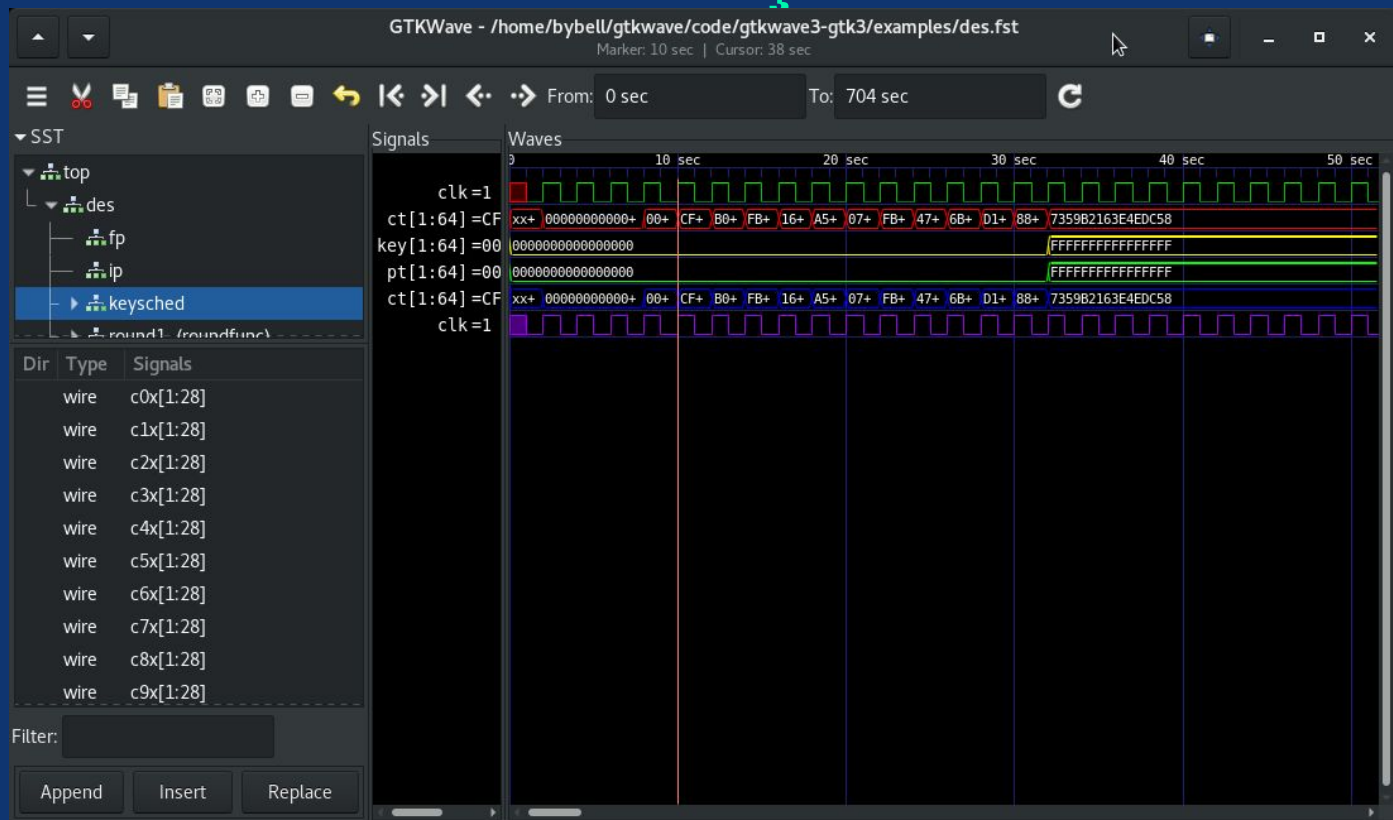 GTKWave - /home/bybell/gtkwave/code/gtkwave3-gtk3/examples/des.fst
Marker: 10 sec | Cursor: 38 sec
From: 0 sec To: 704 sec
SST
top
des
fp
ip
keysched
round1 (roundfunc)
Dir Type Signals
wire c0x[1:28]
wire c1x[1:28]
wire c2x[1:28]
wire c3x[1:28]
wire c4x[1:28]
wire c5x[1:28]
wire c6x[1:28]
wire c7x[1:28]
wire c8x[1:28]
wire c9x[1:28]
Filter:
Append Insert Replace
Signals
clk=1
ct[1:64]=CF
key[1:64]=00
pt[1:64]=00
ct[1:64]=CF
clk=1
Waves
0 10 sec 20 sec 30 sec 40 sec 50 sec
xx+ 00000000000+ 00+ CF+ B0+ FB+ 16+ A5+ 07+ FB+ 47+ 6B+ D1+ 88+ 7359B2163E4EDC58
0000000000000000 FFFFFFFFFFFFFFFF
0000000000000000 FFFFFFFFFFFFFFFF
xx+ 00000000000+ 00+ CF+ B0+ FB+ 16+ A5+ 07+ FB+ 47+ 6B+ D1+ 88+ 7359B2163E4EDC58